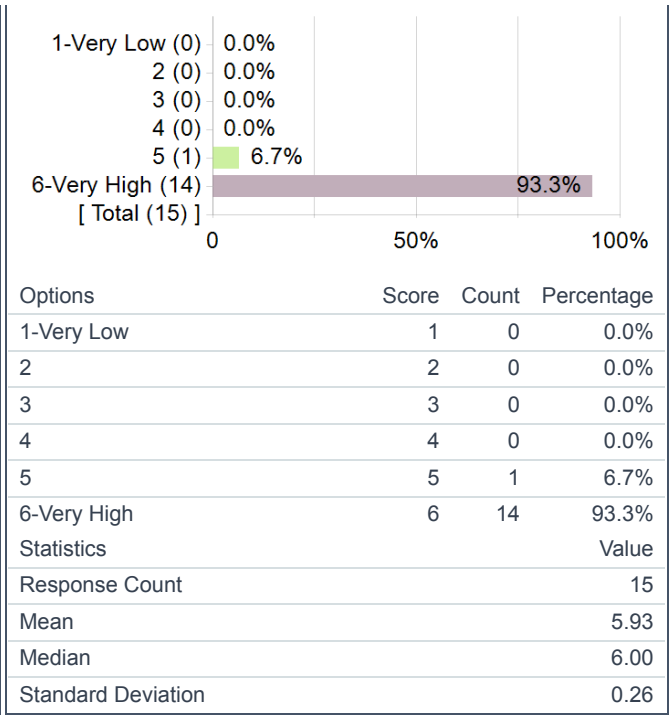 1-Very Low (0) 0.0%
2 (0) 0.0%
3 (0) 0.0%
4 (0) 0.0%
5 (1) 6.7%
6-Very High (14) 93.3%
[ Total (15) ]
0 50% 100%
Options Score Count Percentage
1-Very Low 1 0 0.0%
2 2 0 0.0%
3 3 0 0.0%
4 4 0 0.0%
5 5 1 6.7%
6-Very High 6 14 93.3%
Statistics Value
Response Count 15
Mean 5.93
Median 6.00
Standard Deviation 0.26